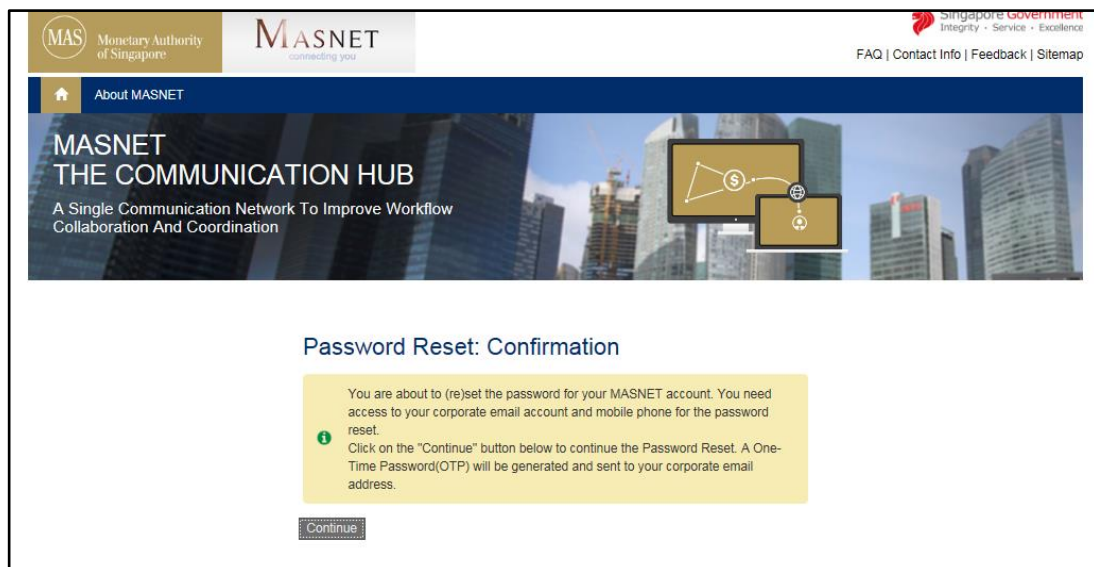 MAS Monetary Authority
of Singapore
MASNET
connecting you
Singapore Government
Integrity · Service · Excellence
FAQ | Contact Info | Feedback | Sitemap
About MASNET
MASNET
THE COMMUNICATION HUB
A Single Communication Network To Improve Workflow
Collaboration And Coordination
$
Password Reset: Confirmation
You are about to (re)set the password for your MASNET account. You need
access to your corporate email account and mobile phone for the password
reset.
Click on the "Continue" button below to continue the Password Reset. A One-
Time Password(OTP) will be generated and sent to your corporate email
address.
Continue